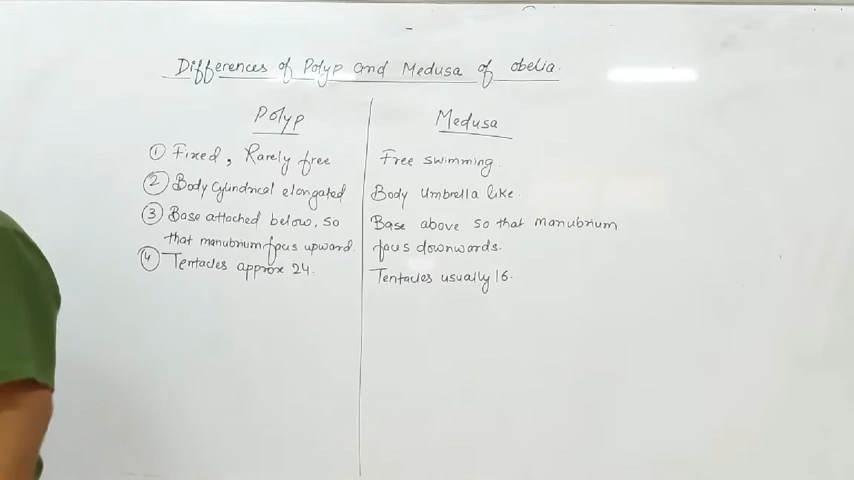 Differences of Polyp and Medusa of obelia.
Polyp
① Fixed, Rarely free
② Body Cylindrical elongated
③ Base attached below, so
that manubrium faces upward.
④ Tentacles approx 24.
Medusa
Free swimming.
Body Umbrella like.
Base above so that manubrium
faces downwards.
Tentacles usually 16.